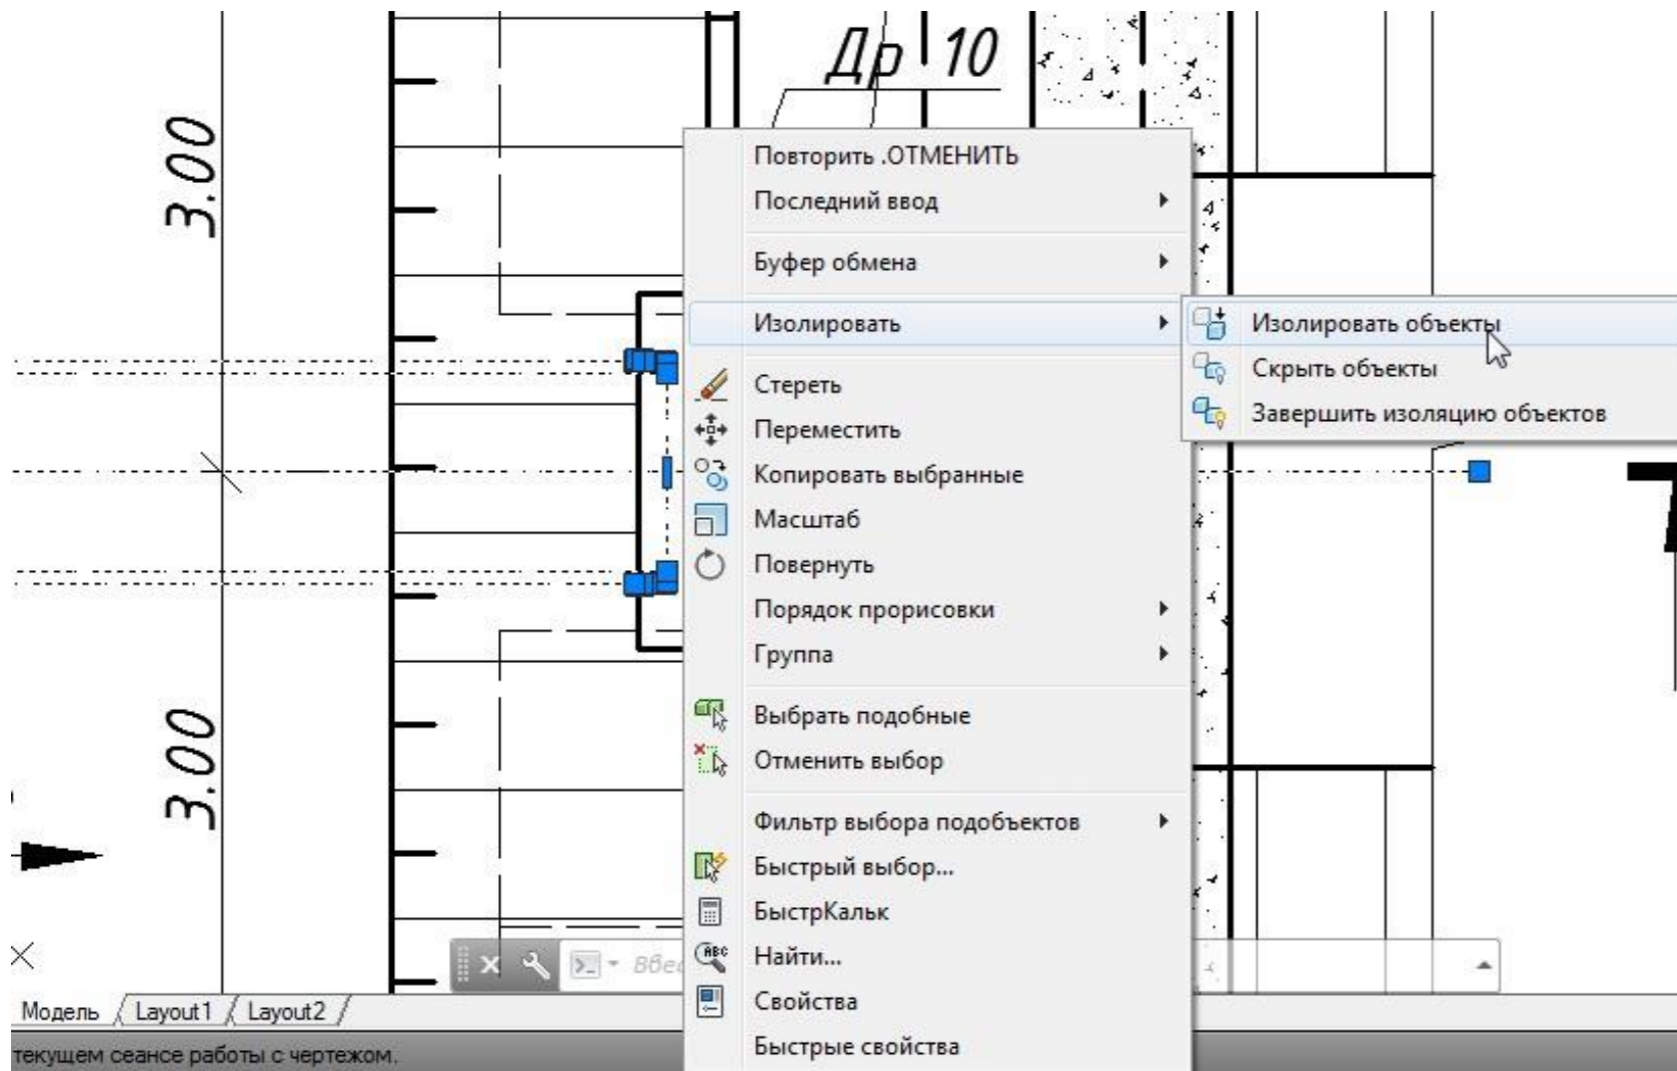 Др 10
3.00
3.00
Повторить .ОТМЕНИТЬ
Последний ввод
Буфер обмена
Изолировать
Изолировать объекты
Скрыть объекты
Завершить изоляцию объектов
Стереть
Переместить
Копировать выбранные
Масштаб
Повернуть
Порядок прорисовки
Группа
Выбрать подобные
Отменить выбор
Фильтр выбора подобъектов
Быстрый выбор...
БыстрКальк
ABC
Найти...
Свойства
Быстрые свойства
Модель
Layout1
Layout2
текущем сеансе работы с чертежом.